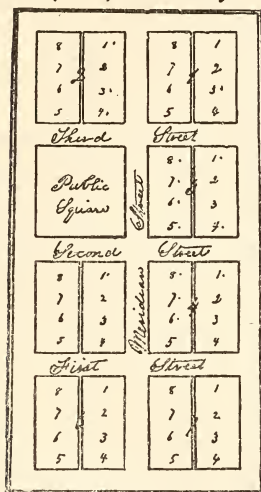 8 1· 8 1
7 2 7 2
6 3· 6 3·
5 4· 5 4
Third Street
Public
Square
Street
8· 1·
7· 2
6 3
5· 4·
Second Street
8 1· 8· 1·
7 2 7· 2
6 3 6· 3
5 4 5 4
Meridian
First Street
8 1 8 1
7 2 7 2
6 3 6 3
5 4 5 4